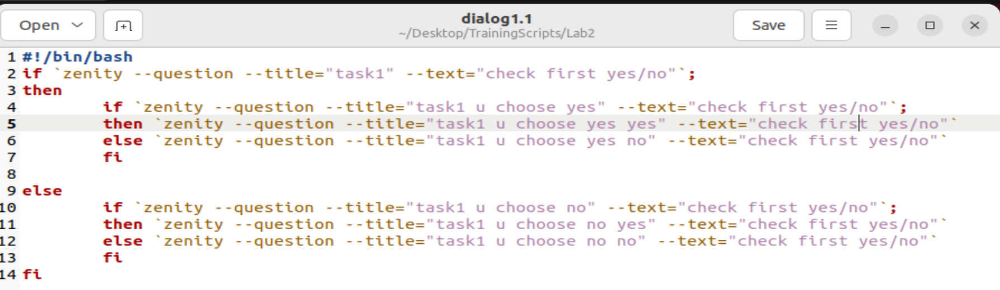 Open
dialog1.1
~/Desktop/TrainingScripts/Lab2
Save
1 #!/bin/bash
2 if `zenity --question --title="task1" --text="check first yes/no"`;
3 then
4 if `zenity --question --title="task1 u choose yes" --text="check first yes/no"`;
5 then `zenity --question --title="task1 u choose yes yes" --text="check first yes/no"`
6 else `zenity --question --title="task1 u choose yes no" --text="check first yes/no"`
7 fi
8
9 else
10 if `zenity --question --title="task1 u choose no" --text="check first yes/no"`;
11 then `zenity --question --title="task1 u choose no yes" --text="check first yes/no"`
12 else `zenity --question --title="task1 u choose no no" --text="check first yes/no"`
13 fi
14 fi